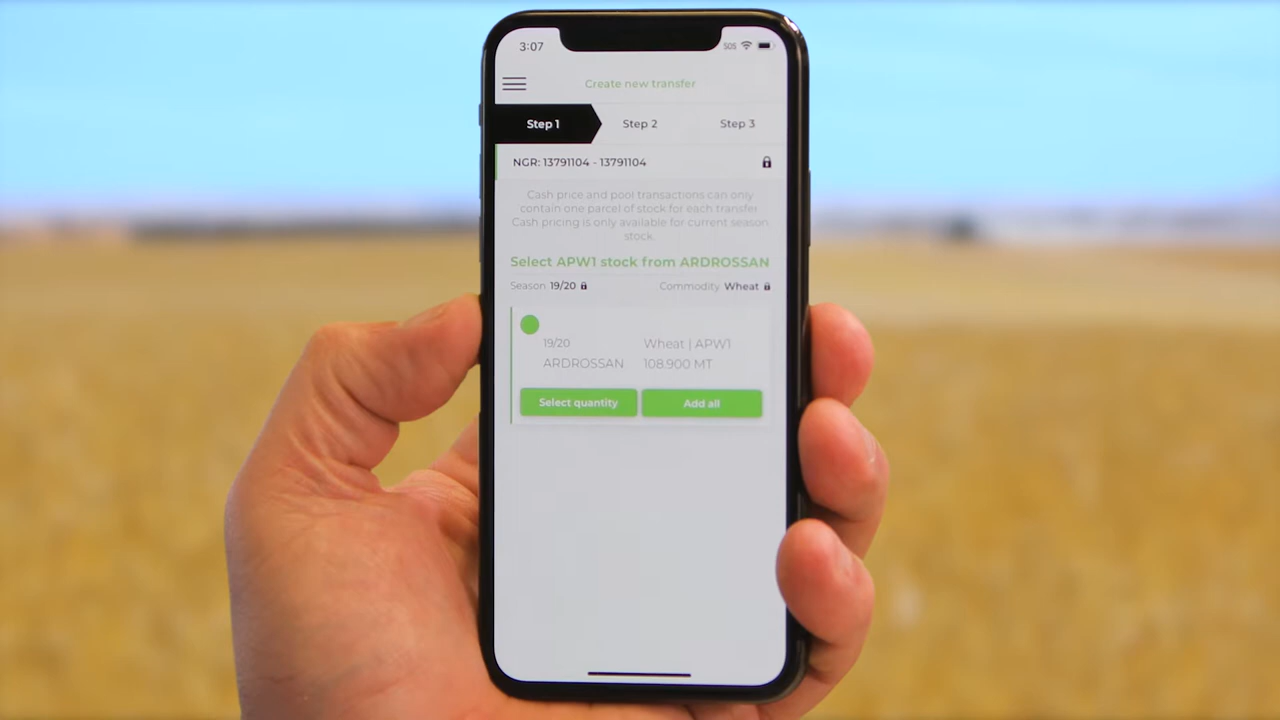 3:07
SOS
Create new transfer
Step 1 Step 2 Step 3
NGR: 13791104 - 13791104
Cash price and pool transactions can only
contain one parcel of stock for each transfer.
Cash pricing is only available for current season
stock.
Select APW1 stock from ARDROSSAN
Season 19/20 Commodity Wheat
19/20 Wheat | APW1
ARDROSSAN 108.900 MT
Select quantity Add all